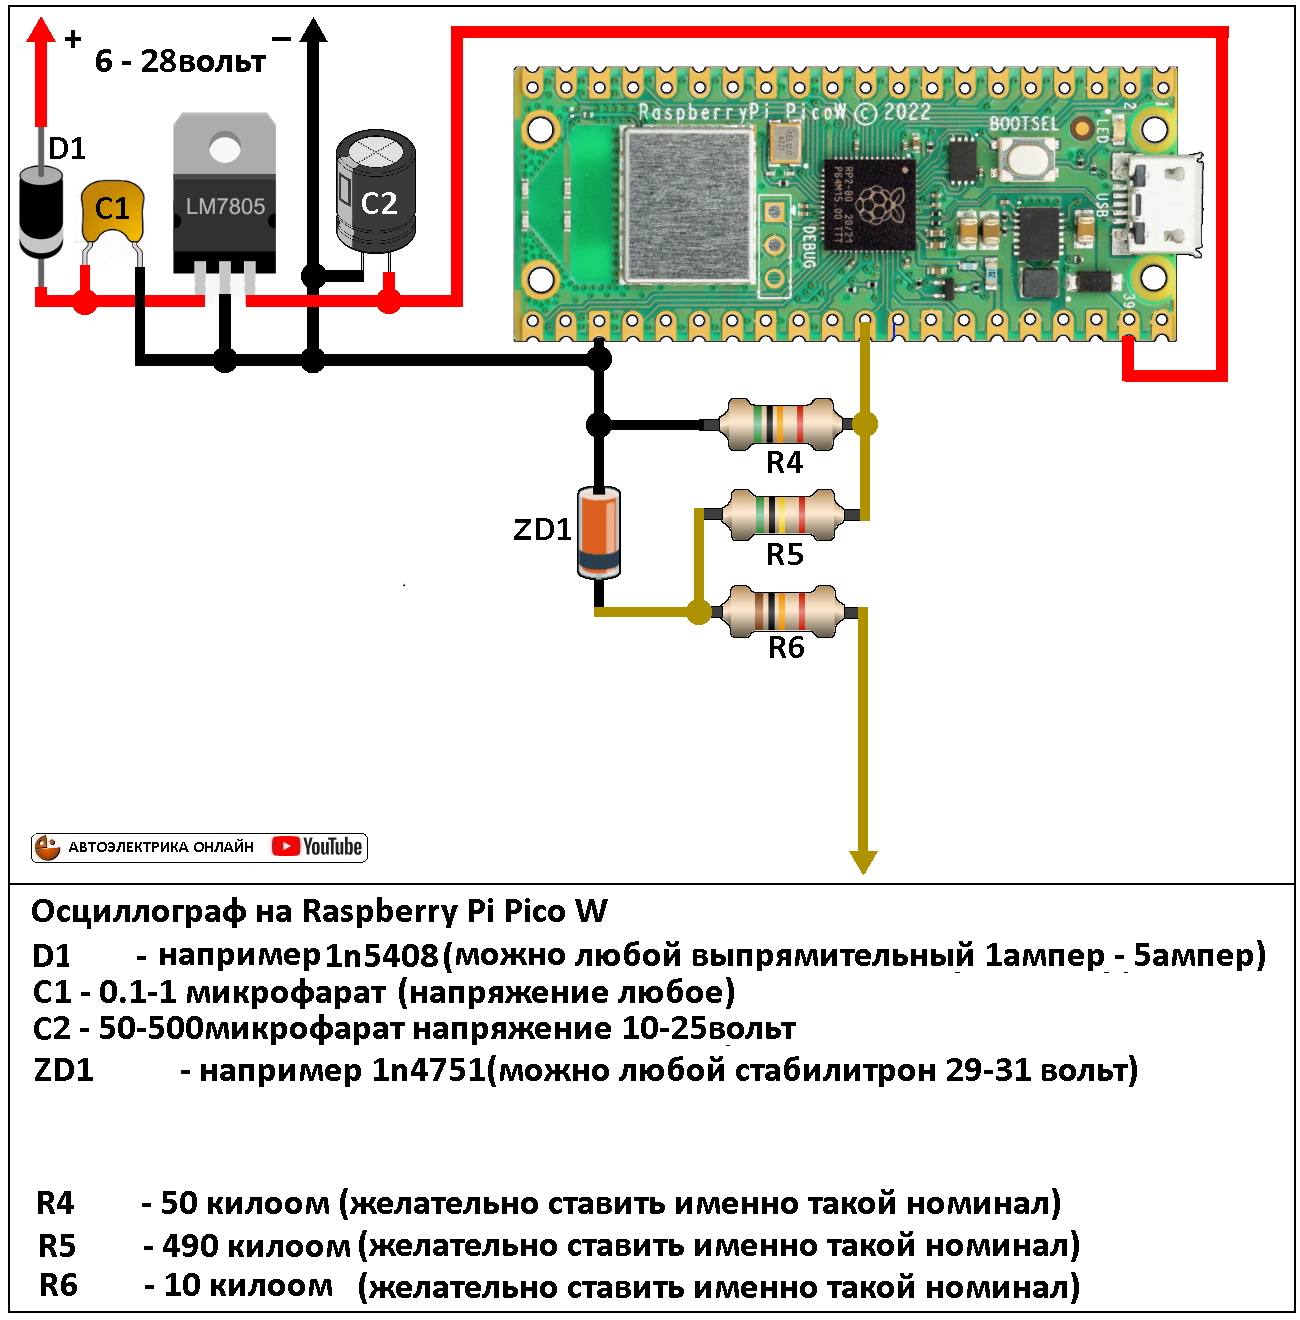 + 6 - 28вольт –
D1
C1
LM7805
C2
RaspberryPi PicoW © 2022
BOOTSEL
LED
2
1
USB
DEBUG
39
R4
ZD1
R5
R6
АВТОЭЛЕКТРИКА ОНЛАЙН YouTube
Осциллограф на Raspberry Pi Pico W
D1 - например 1n5408(можно любой выпрямительный 1ампер - 5ампер)
C1 - 0.1-1 микрофарат (напряжение любое)
C2 - 50-500микрофарат напряжение 10-25вольт
ZD1 - например 1n4751(можно любой стабилитрон 29-31 вольт)
R4 - 50 килоом (желательно ставить именно такой номинал)
R5 - 490 килоом (желательно ставить именно такой номинал)
R6 - 10 килоом (желательно ставить именно такой номинал)